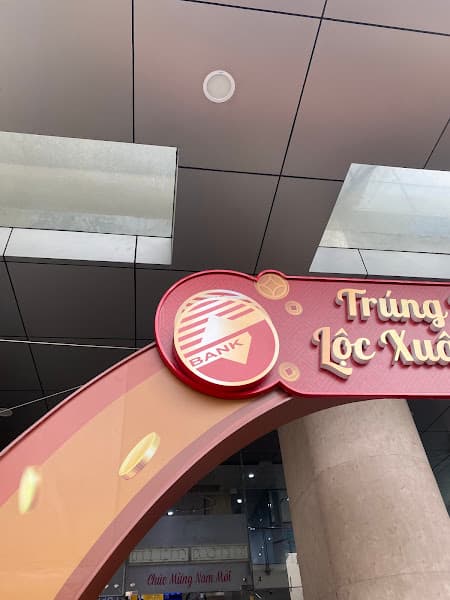 Trúng
Lộc Xuâ
BANK
Chúc Mừng Năm Mới